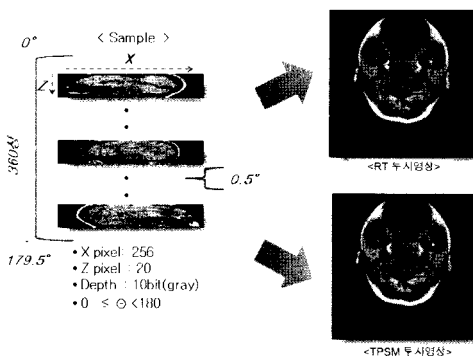 0°
< Sample >
X
Z
360장
0.5°
179.5°
• X pixel: 256
• Z pixel : 20
• Depth : 10bit(gray)
• 0 ≤ Θ <180
<RT 투시영상>
<TPSM 투시영상>